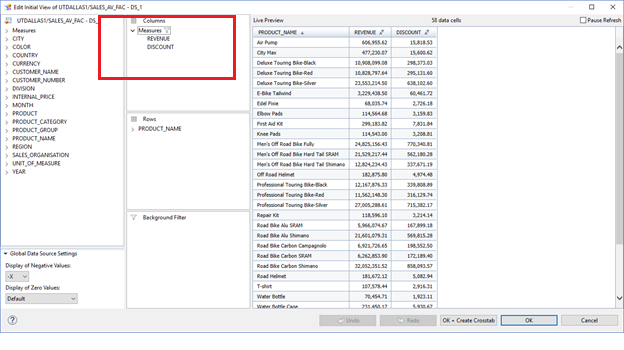 Edit Initial View of UTDALLAS1/SALES_AV_FAC - DS_1
UTDALLAS1/SALES_AV_FAC - DS_1
Measures
CITY
COLOR
COUNTRY
CURRENCY
CUSTOMER_NAME
CUSTOMER_NUMBER
DIVISION
INTERNAL_PRICE
MONTH
PRODUCT
PRODUCT_CATEGORY
PRODUCT_GROUP
PRODUCT_NAME
REGION
SALES_ORGANISATION
UNIT_OF_MEASURE
YEAR
Global Data Source Settings
Display of Negative Values:
-X
Display of Zero Values:
Default
Columns
Measures
REVENUE
DISCOUNT
Rows
PRODUCT_NAME
Background Filter
Live Preview 58 data cells Pause Refresh
PRODUCT_NAME REVENUE DISCOUNT
Air Pump 606,955.62 15,818.53
City Max 477,230.07 15,600.62
Deluxe Touring Bike-Black 10,908,099.08 298,373.03
Deluxe Touring Bike-Red 10,828,797.64 295,131.60
Deluxe Touring Bike-Silver 23,553,214.50 638,102.60
E-Bike Tailwind 3,229,438.50 60,461.72
Edel Pixie 68,035.74 2,726.18
Elbow Pads 114,564.68 3,159.83
First Aid Kit 299,183.82 7,831.84
Knee Pads 114,543.00 3,208.81
Men's Off Road Bike Fully 24,825,156.43 770,340.81
Men's Off Road Bike Hard Tail SRAM 21,529,217.44 562,180.28
Men's Off Road Bike Hard Tail Shimano 12,824,234.43 337,671.19
Off Road Helmet 182,875.80 4,974.48
Professional Touring Bike-Black 12,167,876.33 339,808.89
Professional Touring Bike-Red 11,562,148.30 316,129.74
Professional Touring Bike-Silver 27,005,288.61 715,382.17
Repair Kit 118,596.10 3,214.14
Road Bike Alu SRAM 5,966,074.67 167,899.18
Road Bike Alu Shimano 21,601,079.31 569,815.28
Road Bike Carbon Campagnolo 6,921,726.65 198,552.50
Road Bike Carbon SRAM 6,262,853.90 172,189.40
Road Bike Carbon Shimano 32,052,351.52 858,093.57
Road Helmet 181,672.12 5,082.94
T-shirt 107,578.44 2,916.31
Water Bottle 70,454.71 1,923.11
Water Bottle Cage 231,450.17 5,930.67
Undo Redo OK + Create Crosstab OK Cancel